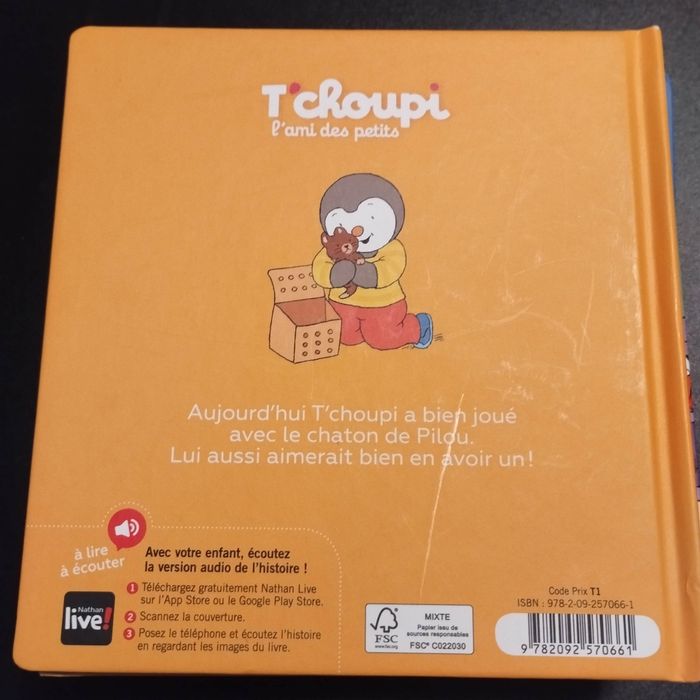 T'choupi
l'ami des petits
Aujourd'hui T'choupi a bien joué
avec le chaton de Pilou.
Lui aussi aimerait bien en avoir un !
à lire
à écouter
Avec votre enfant, écoutez
la version audio de l'histoire !
1 Téléchargez gratuitement Nathan Live
sur l'App Store ou le Google Play Store.
2 Scannez la couverture.
3 Posez le téléphone et écoutez l'histoire
en regardant les images du livre.
Nathan
live!
FSC
www.fsc.org
MIXTE
Papier issu de
sources responsables
FSC® C022030
Code Prix T1
ISBN : 978-2-09-257066-1
9 782092 570661